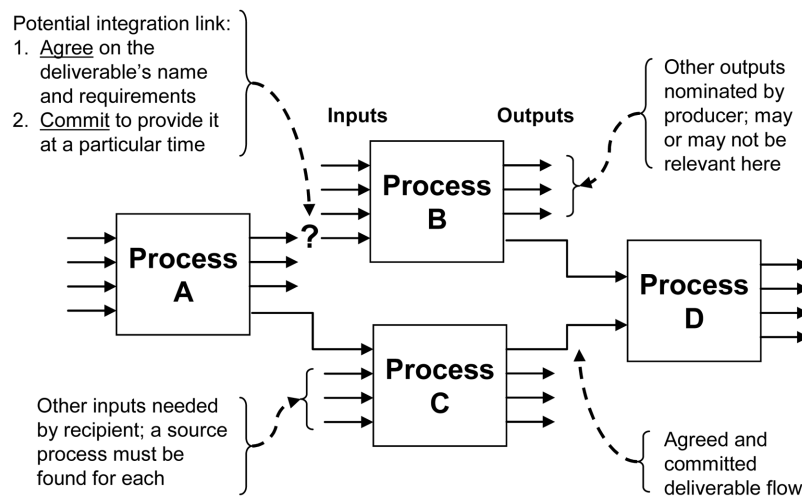 Potential integration link:
1. Agree on the
deliverable's name
and requirements
2. Commit to provide it
at a particular time
Inputs
Outputs
Other outputs
nominated by
producer; may
or may not be
relevant here
Process
B
?
Process
A
Process
D
Process
C
Other inputs needed
by recipient; a source
process must be
found for each
Agreed and
committed
deliverable flow